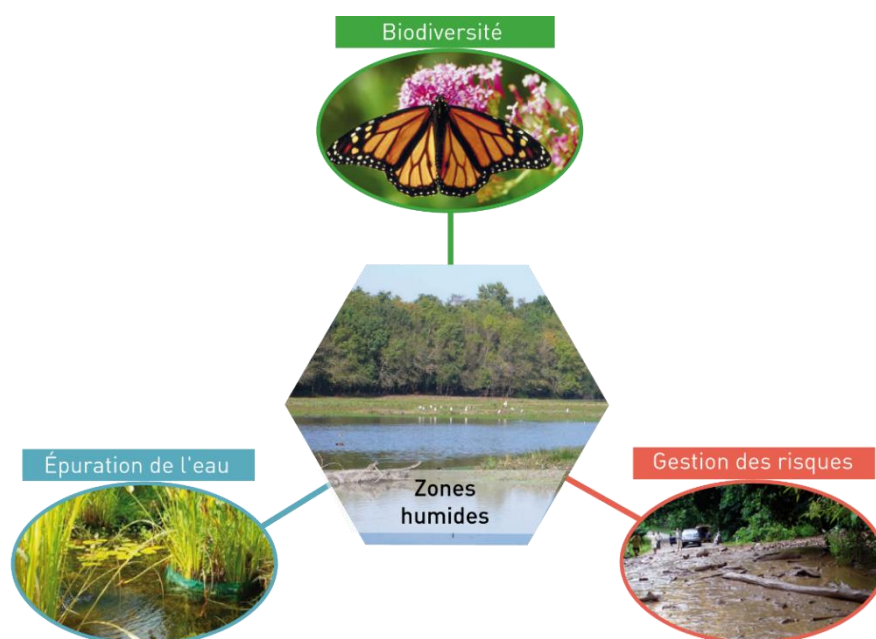 Biodiversité
Épuration de l'eau
Gestion des risques
Zones
humides